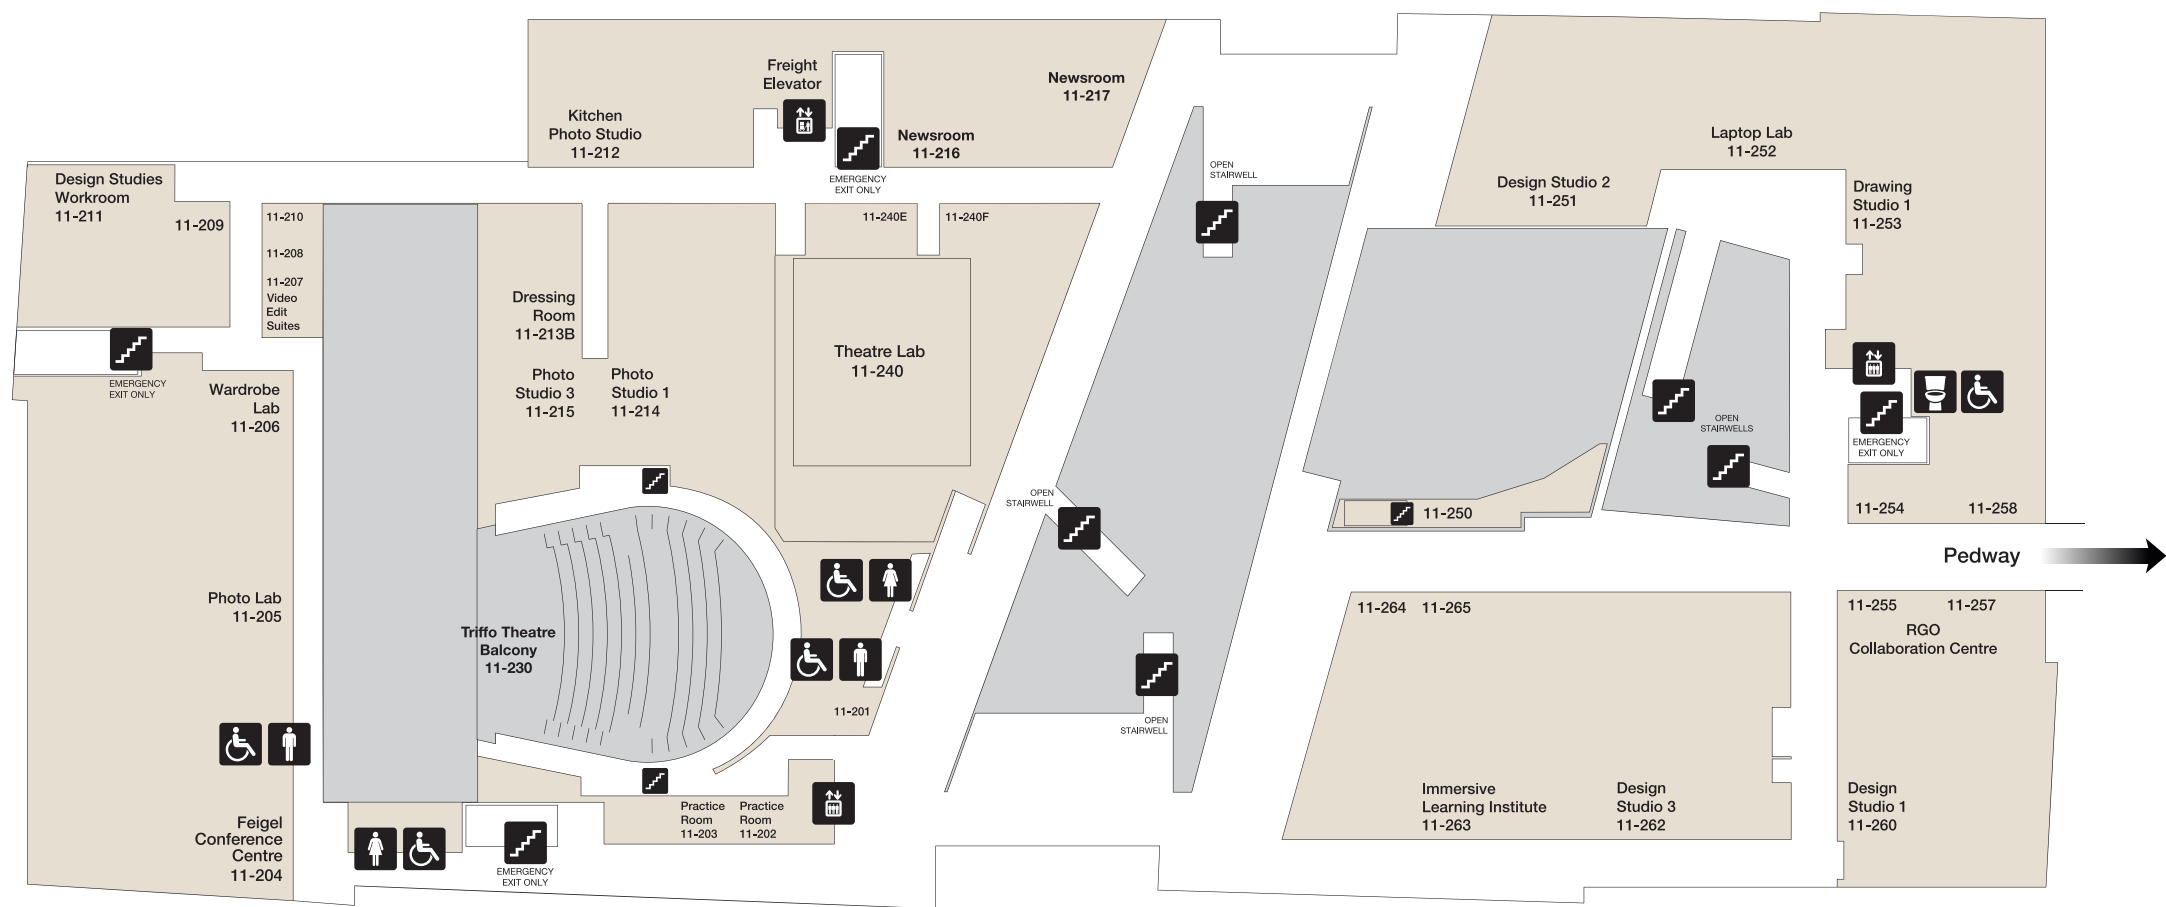 Freight
Elevator
Kitchen
Photo Studio
11-212
EMERGENCY
EXIT ONLY
Newsroom
11-216
Newsroom
11-217
Design Studies
Workroom
11-211
11-209
11-210
11-208
11-207
Video
Edit
Suites
EMERGENCY
EXIT ONLY
Wardrobe
Lab
11-206
Photo Lab
11-205
Feigel
Conference
Centre
11-204
Dressing
Room
11-213B
Photo
Studio 3
11-215
Photo
Studio 1
11-214
11-240E
11-240F
Theatre Lab
11-240
Triffo Theatre
Balcony
11-230
11-201
Practice
Room
11-203
Practice
Room
11-202
EMERGENCY
EXIT ONLY
OPEN
STAIRWELL
OPEN
STAIRWELL
OPEN
STAIRWELL
Design Studio 2
11-251
Laptop Lab
11-252
Drawing
Studio 1
11-253
OPEN
STAIRWELLS
EMERGENCY
EXIT ONLY
11-250
11-254
11-258
Pedway
11-264
11-265
11-255
11-257
RGO
Collaboration Centre
Immersive
Learning Institute
11-263
Design
Studio 3
11-262
Design
Studio 1
11-260